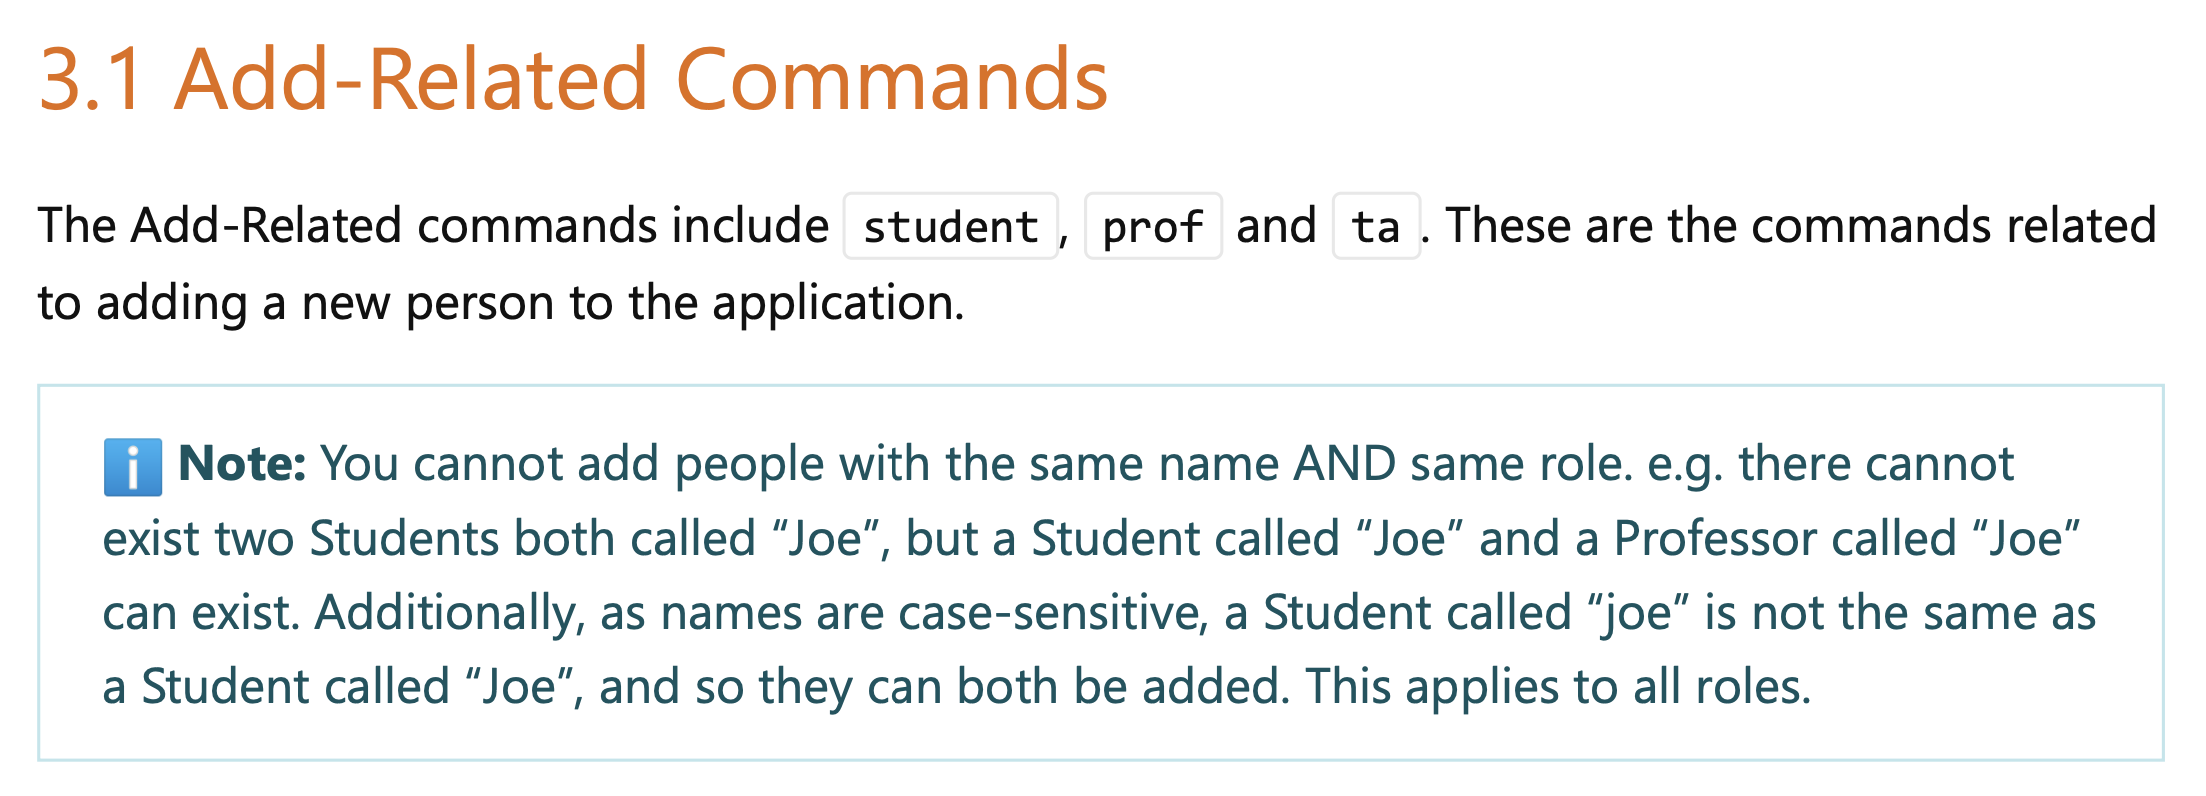 3.1 Add-Related Commands
The Add-Related commands include student, prof and ta. These are the commands related
to adding a new person to the application.
ℹ️ Note: You cannot add people with the same name AND same role. e.g. there cannot
exist two Students both called “Joe”, but a Student called “Joe” and a Professor called “Joe”
can exist. Additionally, as names are case-sensitive, a Student called “joe” is not the same as
a Student called “Joe”, and so they can both be added. This applies to all roles.